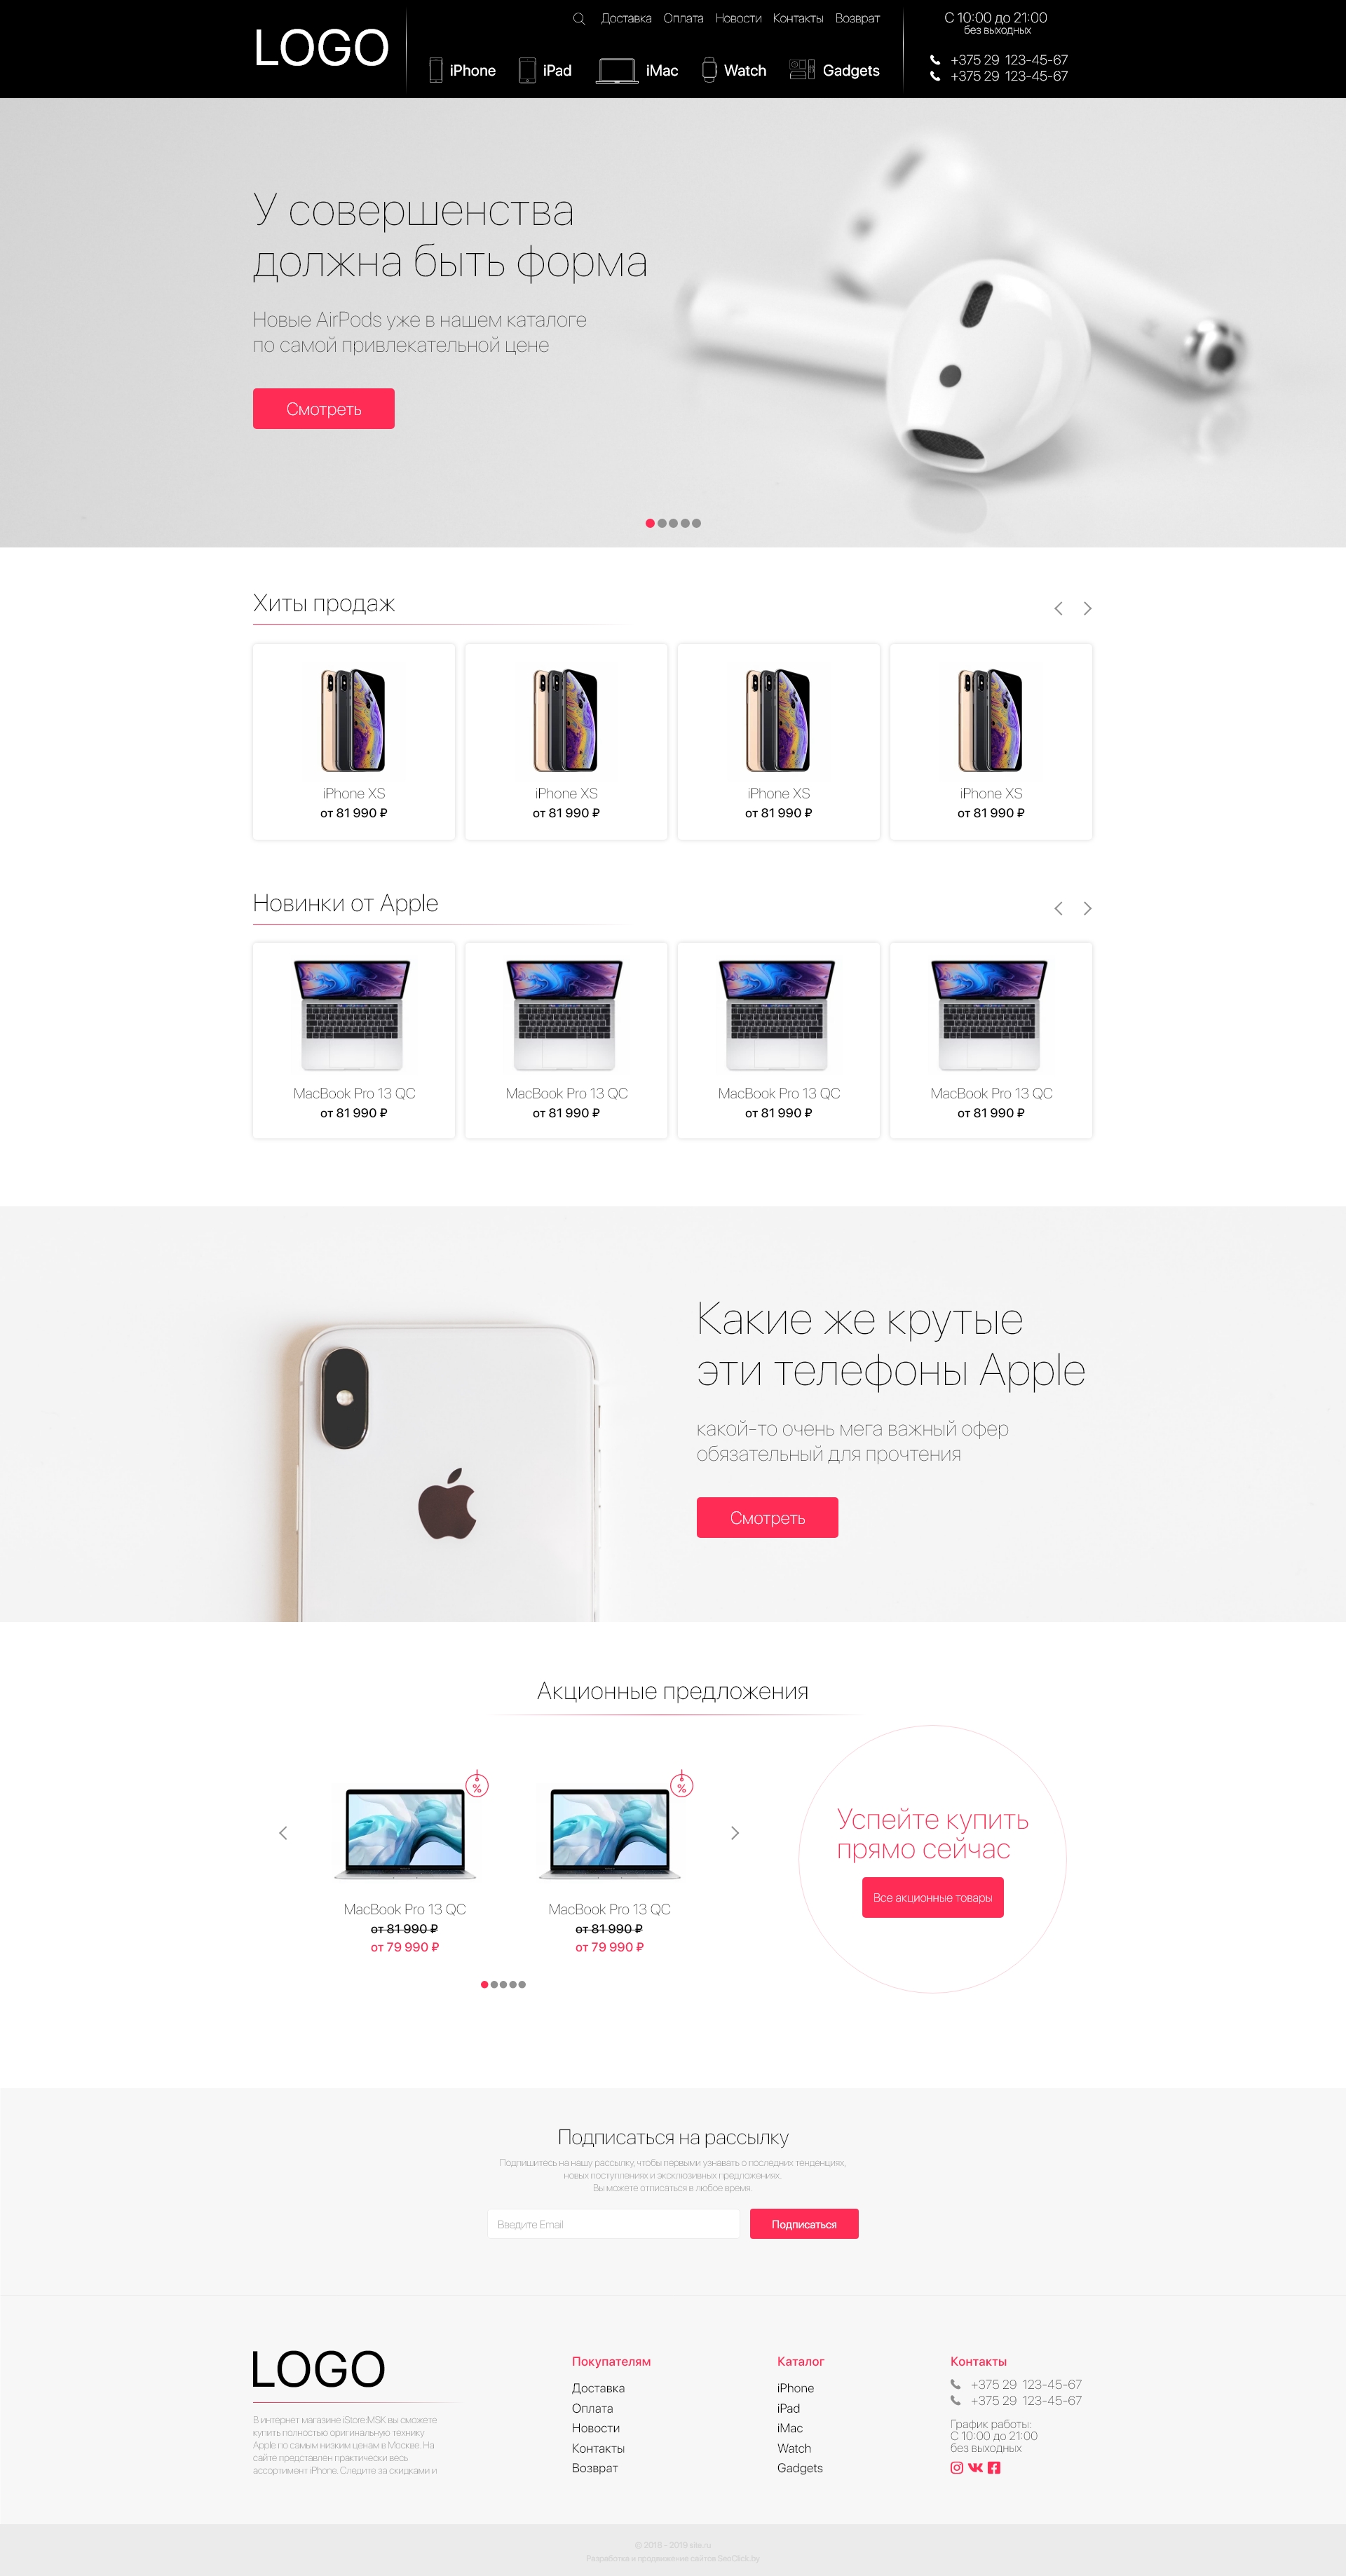 LOGO
Доставка Оплата Новости Контакты Возврат
iPhone iPad iMac Watch Gadgets
С 10:00 до 21:00
без выходных
+375 29 123-45-67
+375 29 123-45-67
У совершенства
должна быть форма
Новые AirPods уже в нашем каталоге
по самой привлекательной цене
Смотреть
Хиты продаж
iPhone XS
от 81 990 ₽
iPhone XS
от 81 990 ₽
iPhone XS
от 81 990 ₽
iPhone XS
от 81 990 ₽
Новинки от Apple
MacBook Pro 13 QC
от 81 990 ₽
MacBook Pro 13 QC
от 81 990 ₽
MacBook Pro 13 QC
от 81 990 ₽
MacBook Pro 13 QC
от 81 990 ₽
Какие же крутые
эти телефоны Apple
какой-то очень мега важный офер
обязательный для прочтения
Смотреть
Акционные предложения
%
MacBook Pro 13 QC
от 81 990 ₽
от 79 990 ₽
%
MacBook Pro 13 QC
от 81 990 ₽
от 79 990 ₽
Успейте купить
прямо сейчас
Все акционные товары
Подписаться на рассылку
Подпишитесь на нашу рассылку, чтобы первыми узнавать о последних тенденциях,
новых поступлениях и эксклюзивных предложениях.
Вы можете отписаться в любое время.
Введите Email
Подписаться
LOGO
В интернет магазине iStore:MSK вы сможете
купить полностью оригинальную технику
Apple по самым низким ценам в Москве. На
сайте представлен практически весь
ассортимент iPhone. Следите за скидками и
Покупателям
Доставка
Оплата
Новости
Контакты
Возврат
Каталог
iPhone
iPad
iMac
Watch
Gadgets
Контакты
+375 29 123-45-67
+375 29 123-45-67
График работы:
С 10:00 до 21:00
без выходных
© 2018 - 2019 site.ru
Разработка и продвижение сайтов SeoClick.by